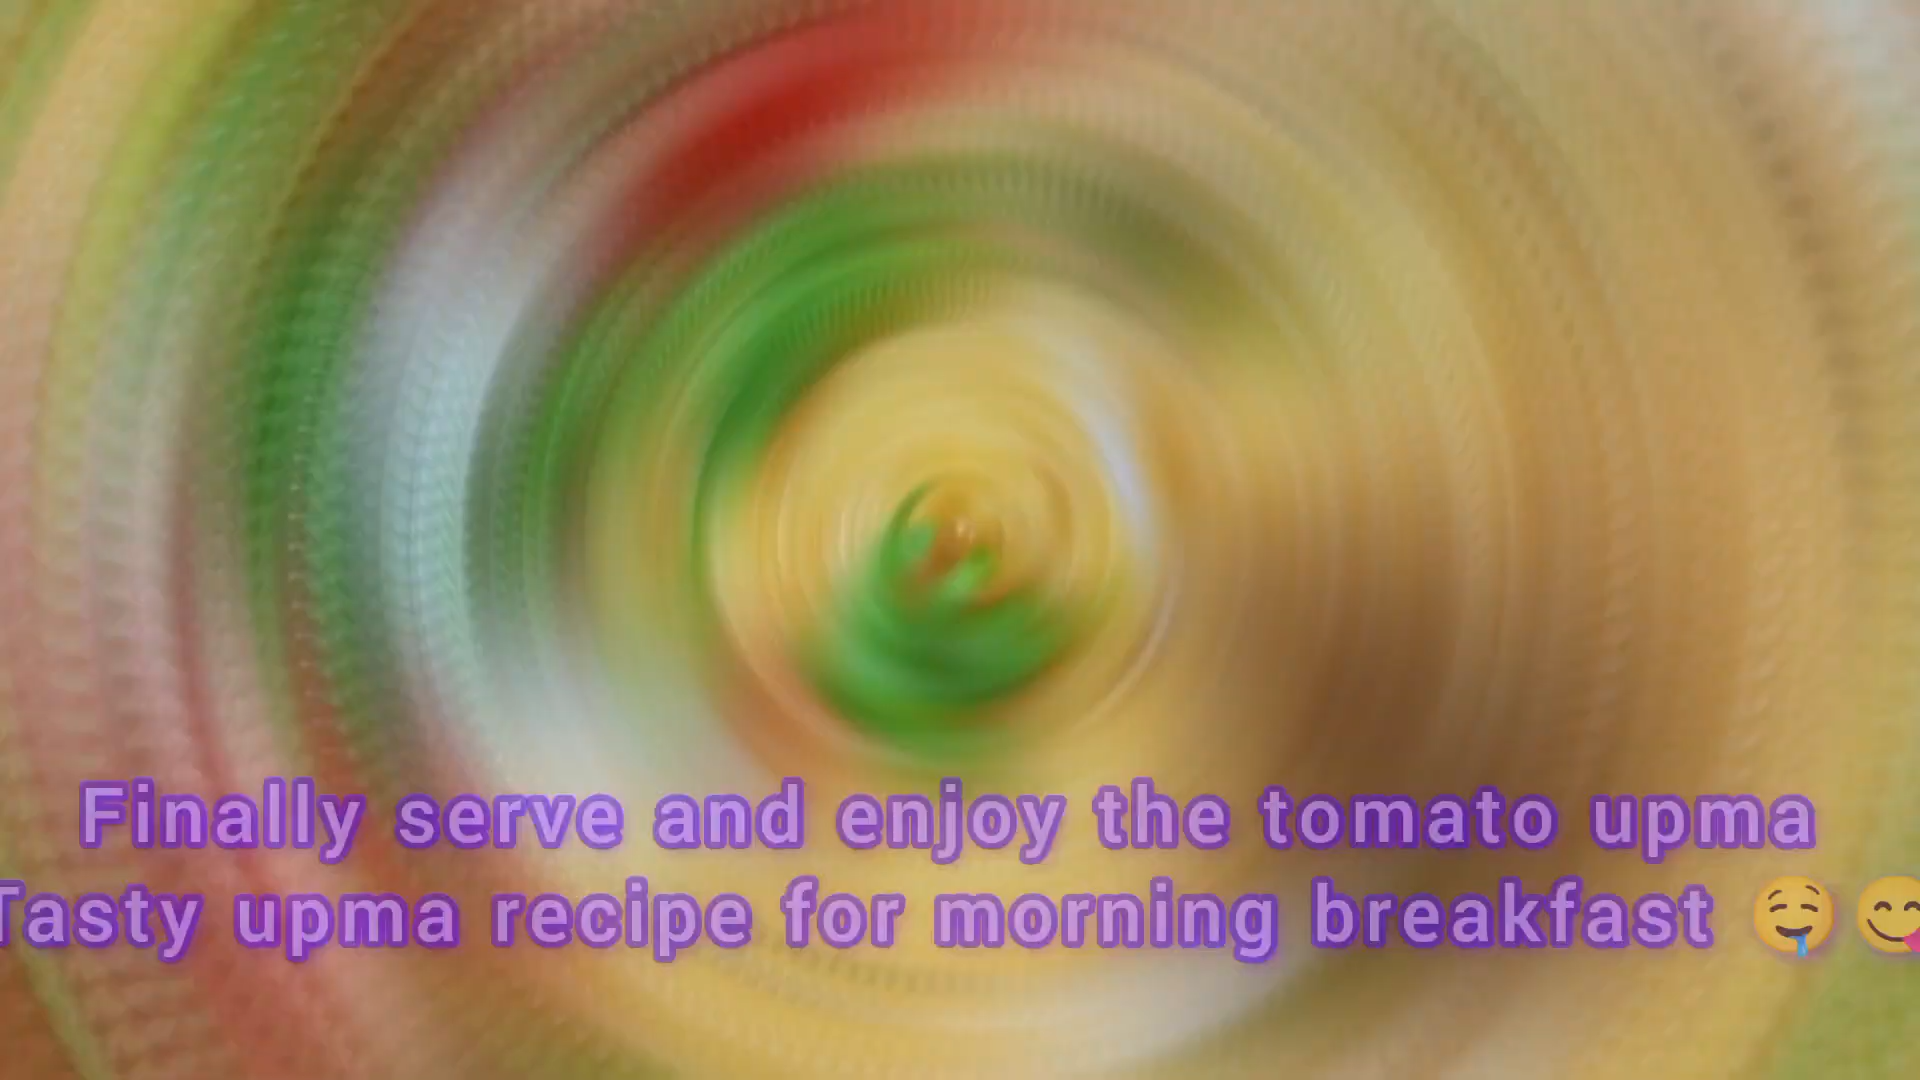 Finally serve and enjoy the tomato upma
Tasty upma recipe for morning breakfast 🤤😋